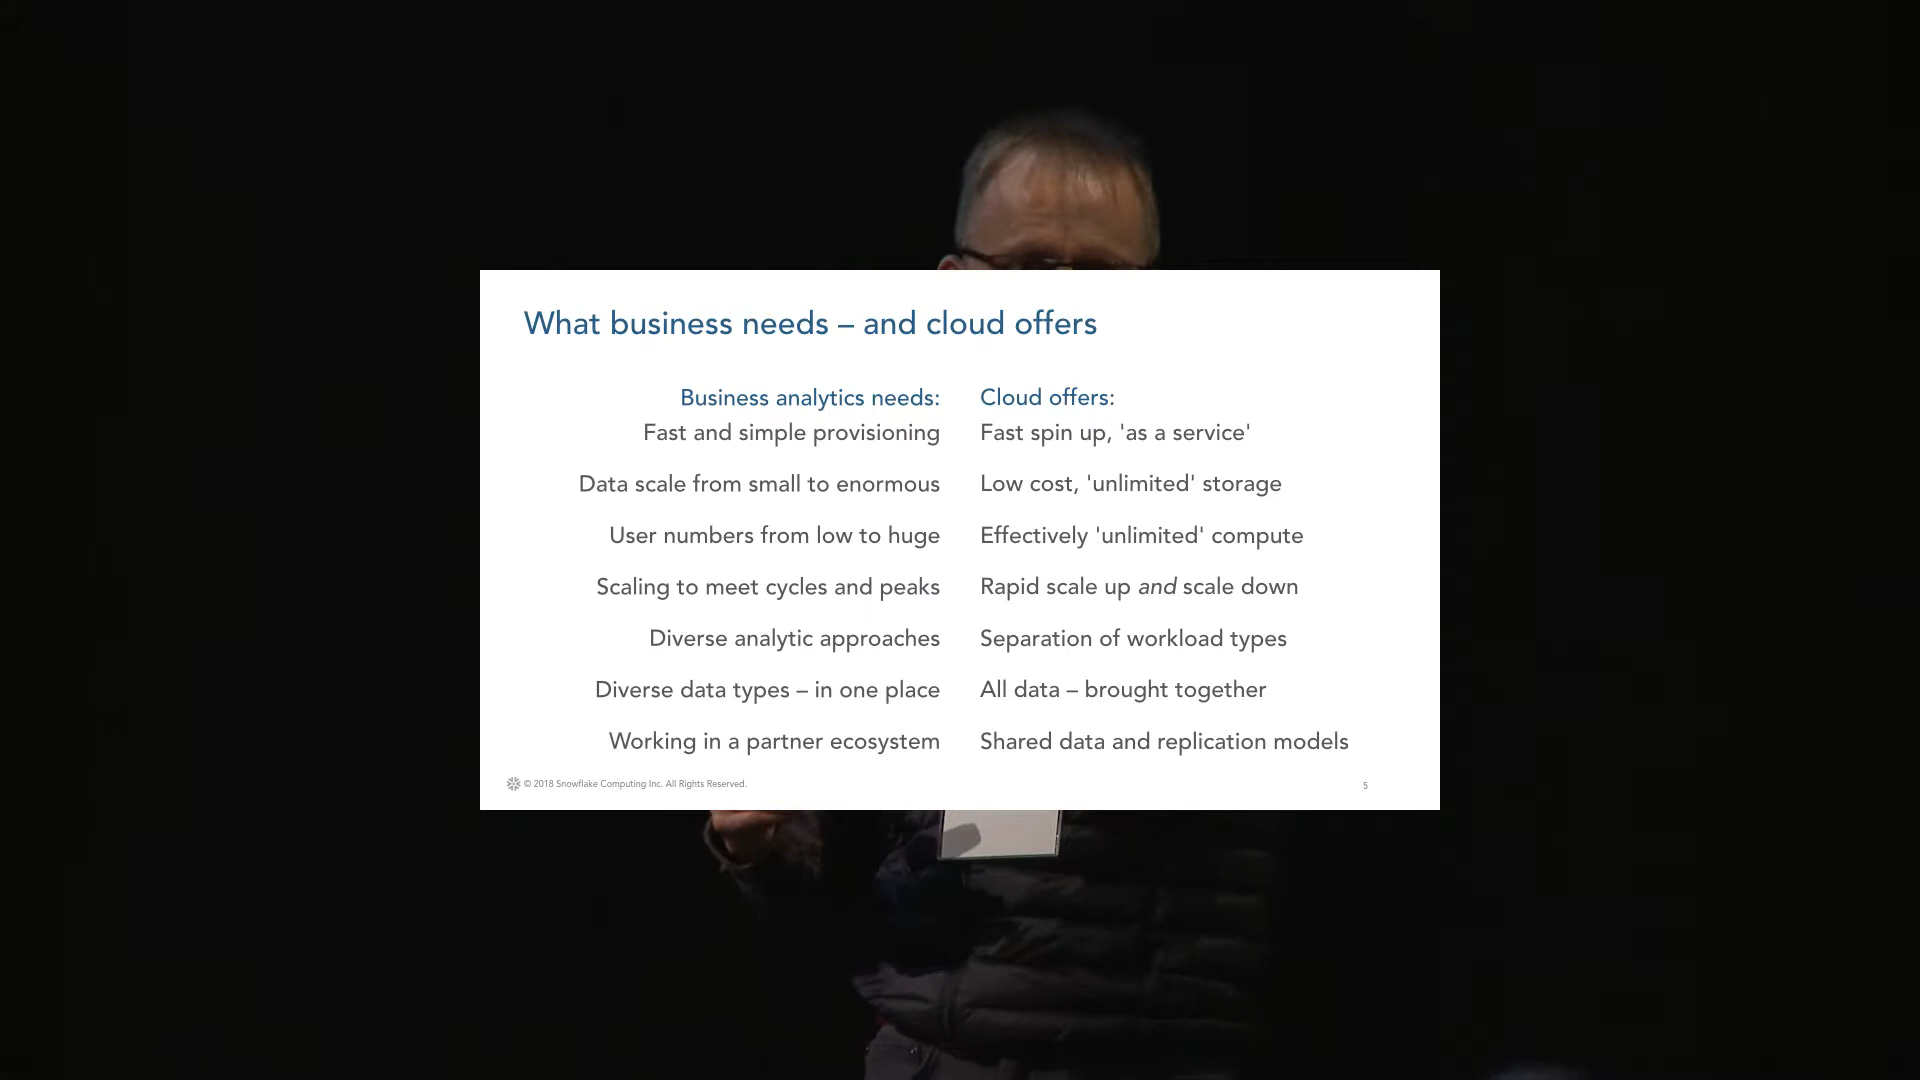 What business needs – and cloud offers
Business analytics needs: Cloud offers:
Fast and simple provisioning Fast spin up, 'as a service'
Data scale from small to enormous Low cost, 'unlimited' storage
User numbers from low to huge Effectively 'unlimited' compute
Scaling to meet cycles and peaks Rapid scale up and scale down
Diverse analytic approaches Separation of workload types
Diverse data types – in one place All data – brought together
Working in a partner ecosystem Shared data and replication models
© 2018 Snowflake Computing Inc. All Rights Reserved. 5